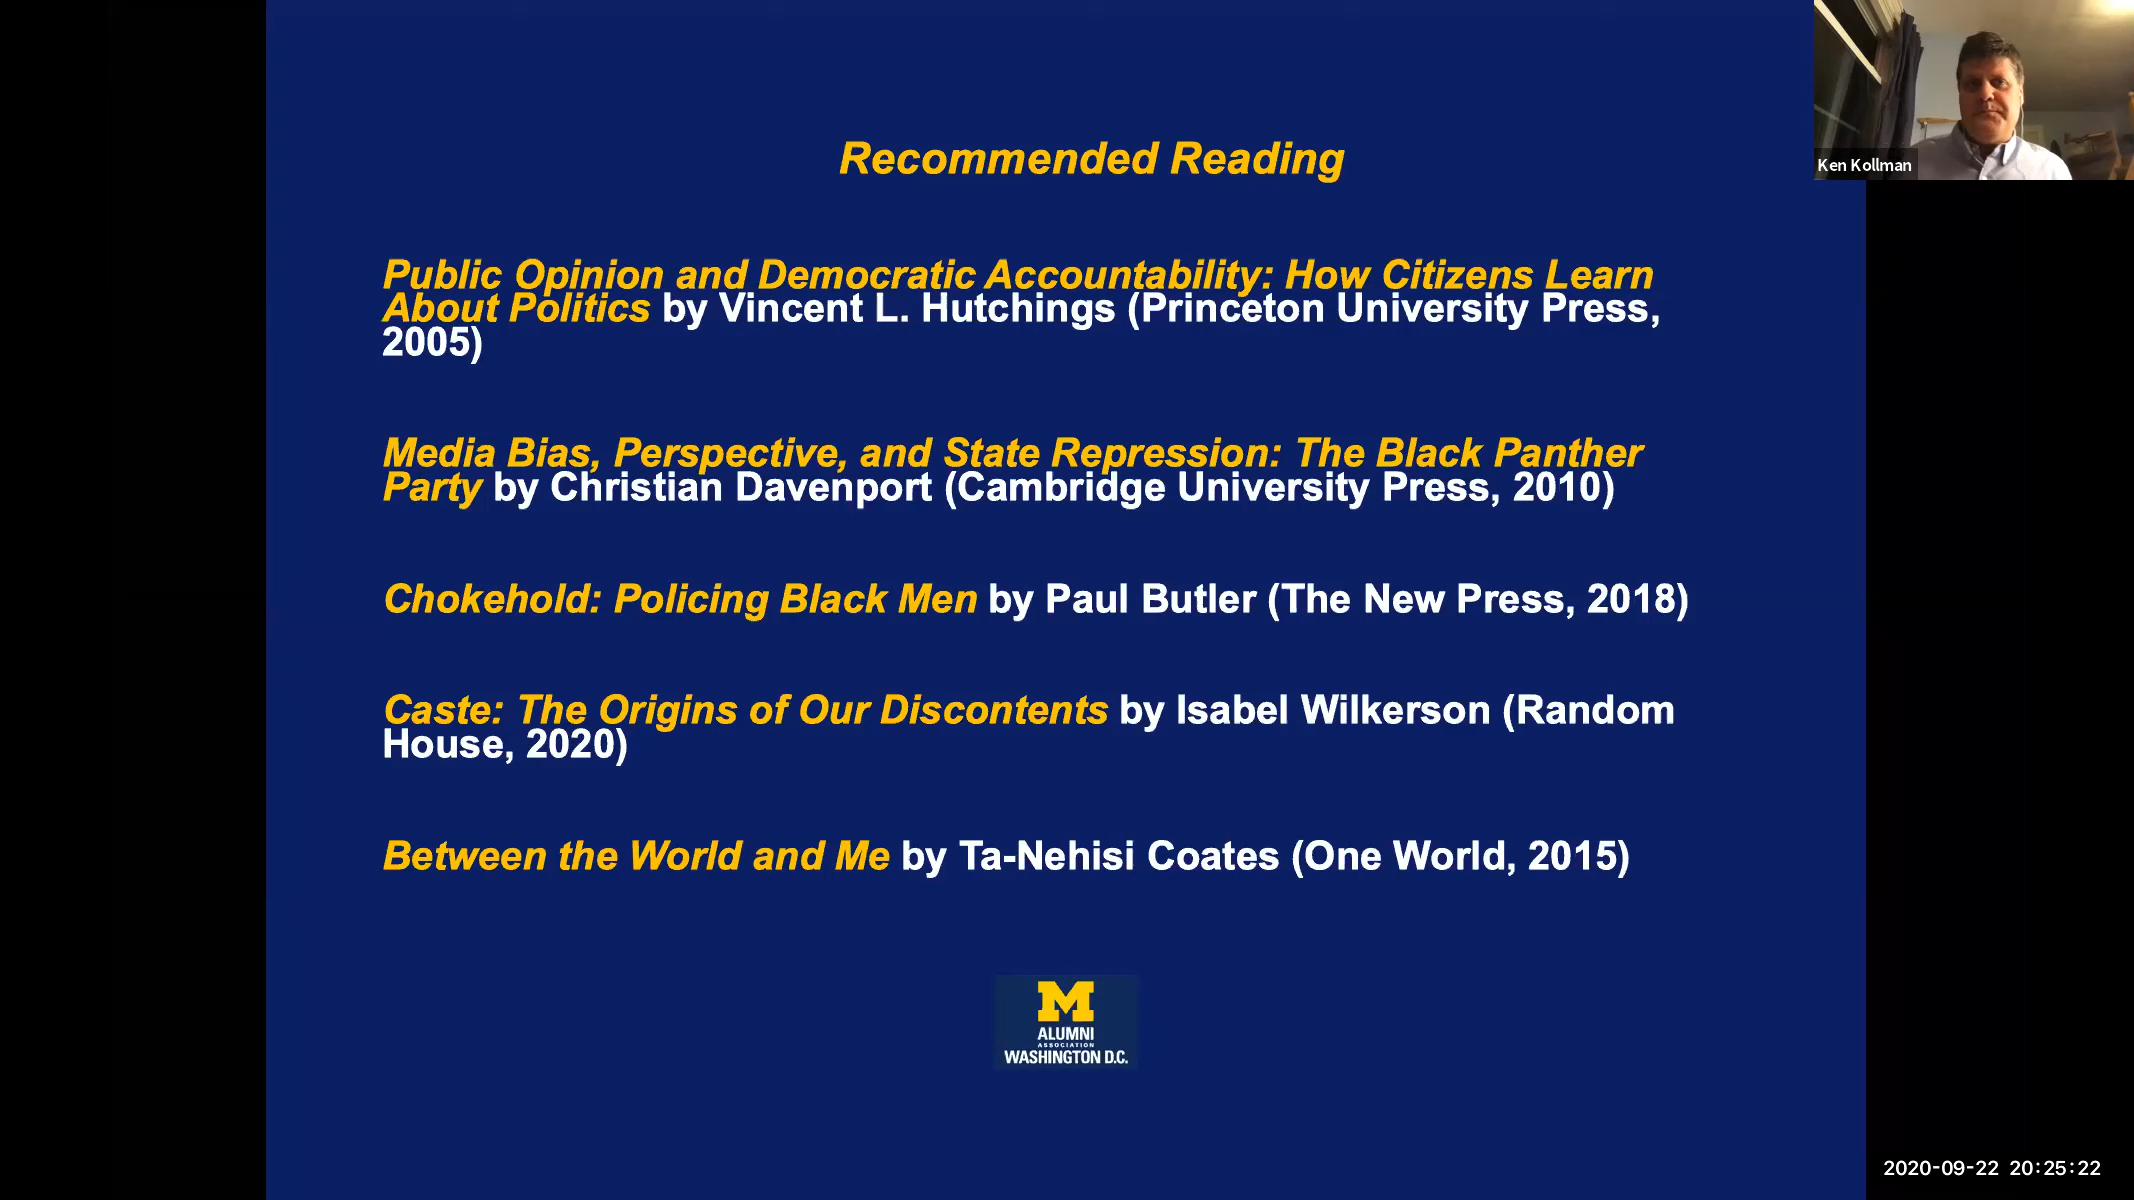 Recommended Reading
Ken Kollman
Public Opinion and Democratic Accountability: How Citizens Learn
About Politics by Vincent L. Hutchings (Princeton University Press,
2005)
Media Bias, Perspective, and State Repression: The Black Panther
Party by Christian Davenport (Cambridge University Press, 2010)
Chokehold: Policing Black Men by Paul Butler (The New Press, 2018)
Caste: The Origins of Our Discontents by Isabel Wilkerson (Random
House, 2020)
Between the World and Me by Ta-Nehisi Coates (One World, 2015)
M
ALUMNI
ASSOCIATION
WASHINGTON D.C.
2020-09-22 20:25:22